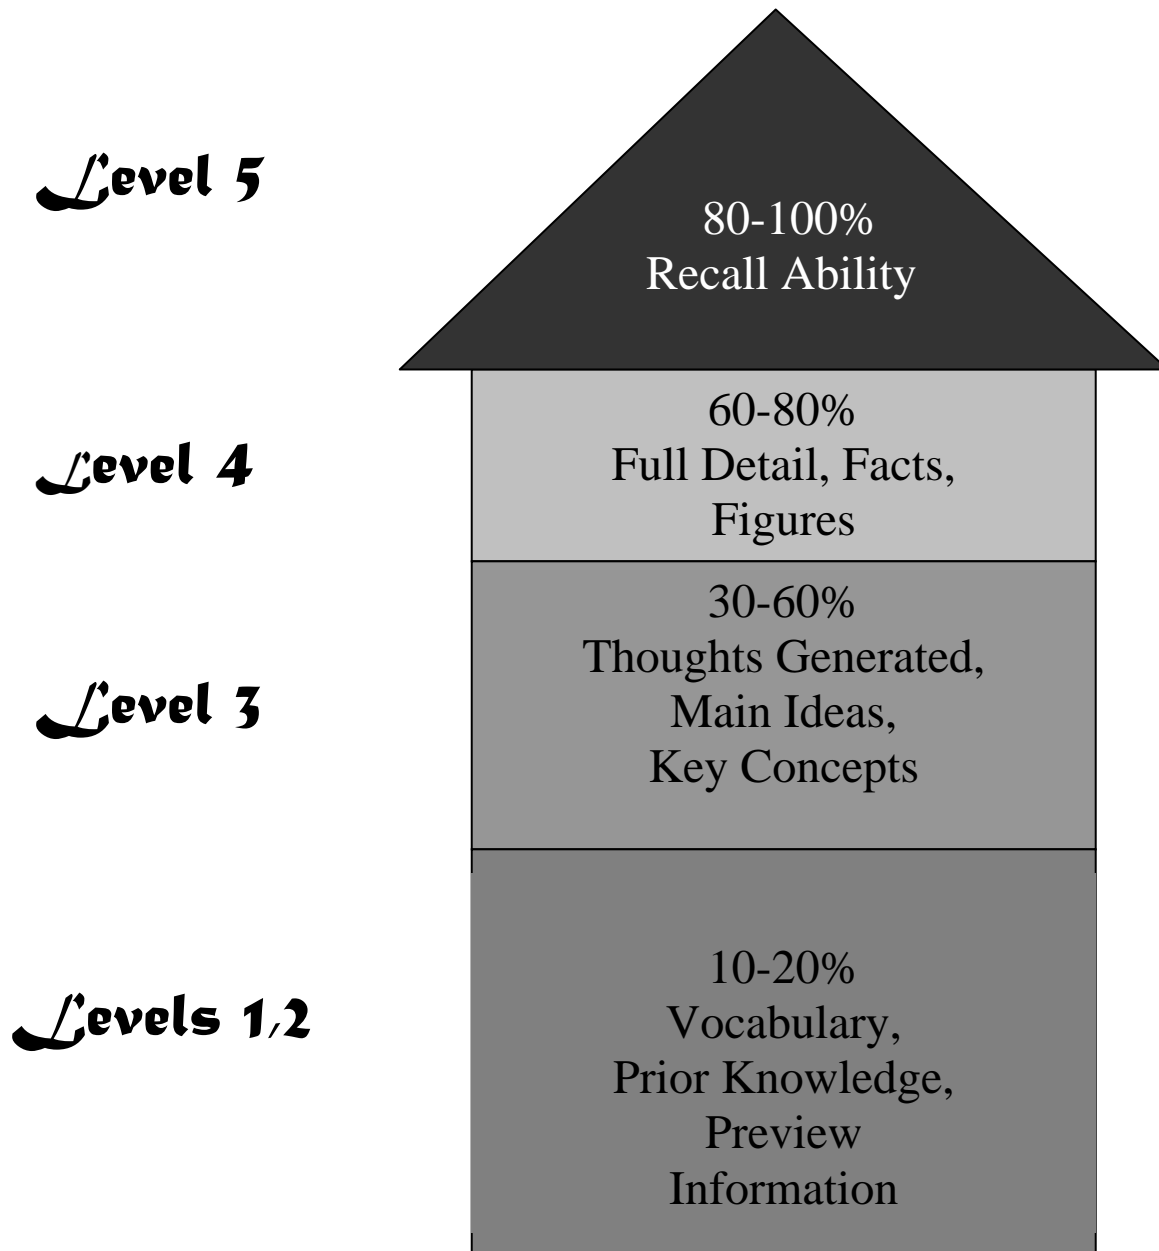 Level 5
80-100%
Recall Ability
Level 4
60-80%
Full Detail, Facts,
Figures
Level 3
30-60%
Thoughts Generated,
Main Ideas,
Key Concepts
Levels 1,2
10-20%
Vocabulary,
Prior Knowledge,
Preview
Information